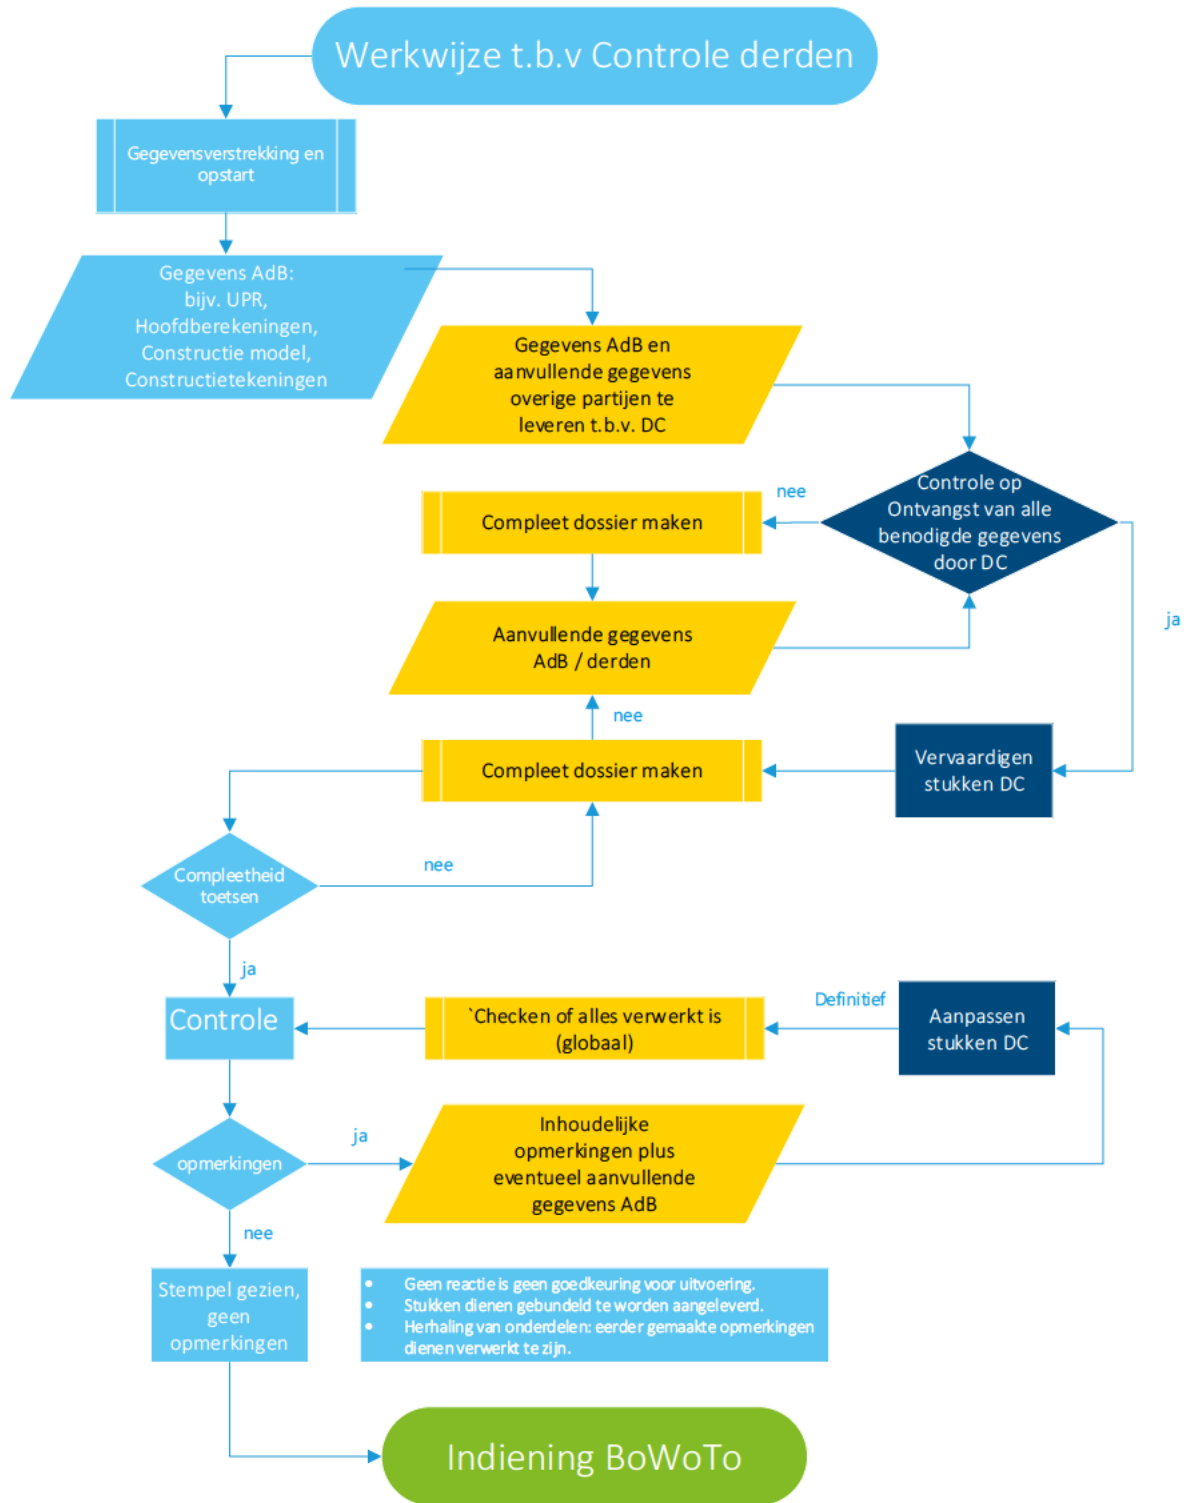 Werkwijze t.b.v Controle derden
Gegevensverstrekking en
opstart
Gegevens AdB:
bijv. UPR,
Hoofdberekeningen,
Constructie model,
Constructietekeningen
Gegevens AdB en
aanvullende gegevens
overige partijen te
leveren t.b.v. DC
Controle op
Ontvangst van alle
benodigde gegevens
door DC
nee
Compleet dossier maken
ja
Aanvullende gegevens
AdB / derden
nee
Compleet dossier maken
Vervaardigen
stukken DC
Compleetheid
toetsen
nee
ja
Controle
`Checken of alles verwerkt is
(globaal)
Definitief
Aanpassen
stukken DC
opmerkingen
ja
Inhoudelijke
opmerkingen plus
eventueel aanvullende
gegevens AdB
nee
Stempel gezien,
geen
opmerkingen
• Geen reactie is geen goedkeuring voor uitvoering.
• Stukken dienen gebundeld te worden aangeleverd.
• Herhaling van onderdelen: eerder gemaakte opmerkingen
dienen verwerkt te zijn.
Indiening BoWoTo